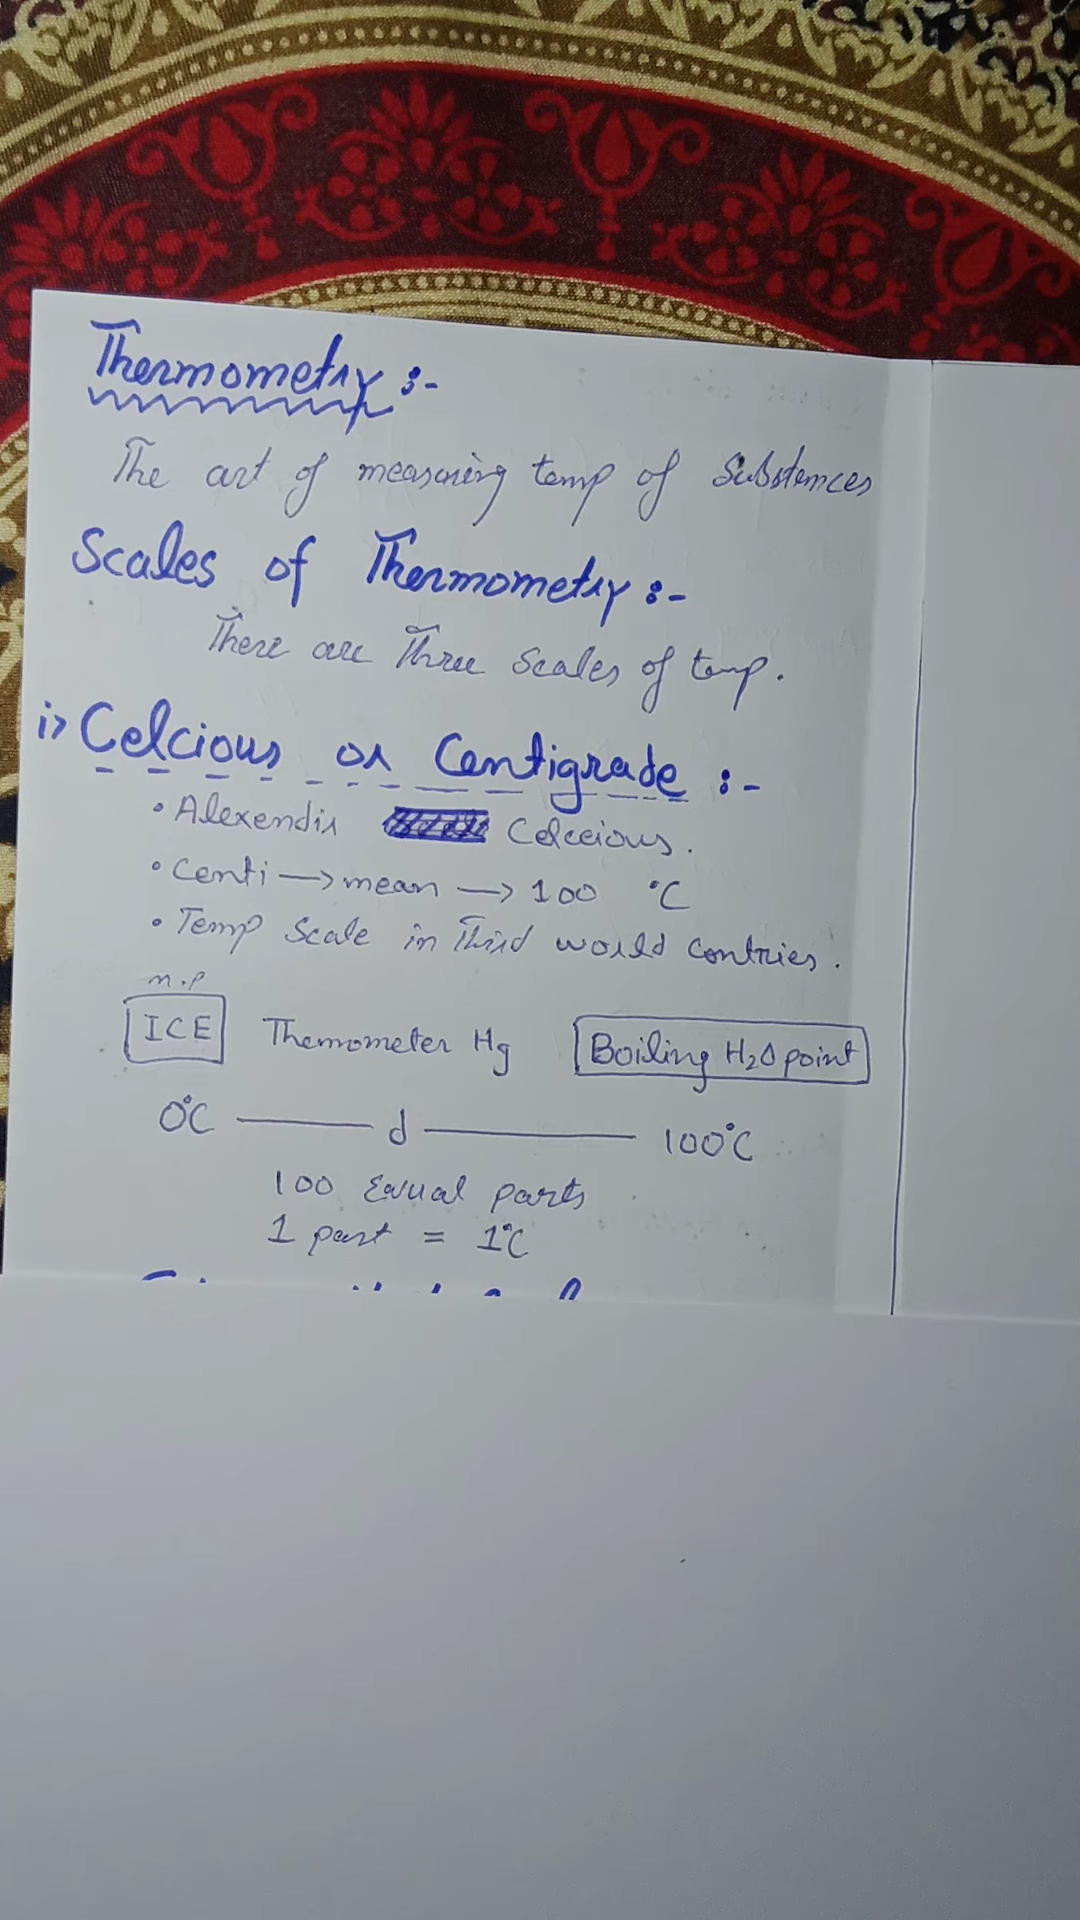 Thermometry :-
The art of measuring temp of Substences
Scales of Thermometry :-
There are Three Scales of temp.
i> Celcious or Centigrade :-
• Alexendir Celceious.
• Centi → mean → 100 °C
• Temp Scale in Third world Contries.
m.p
ICE Themometer Hg Boiling H2O point
0°C — d — 100°C
100 Equal parts
1 part = 1°C